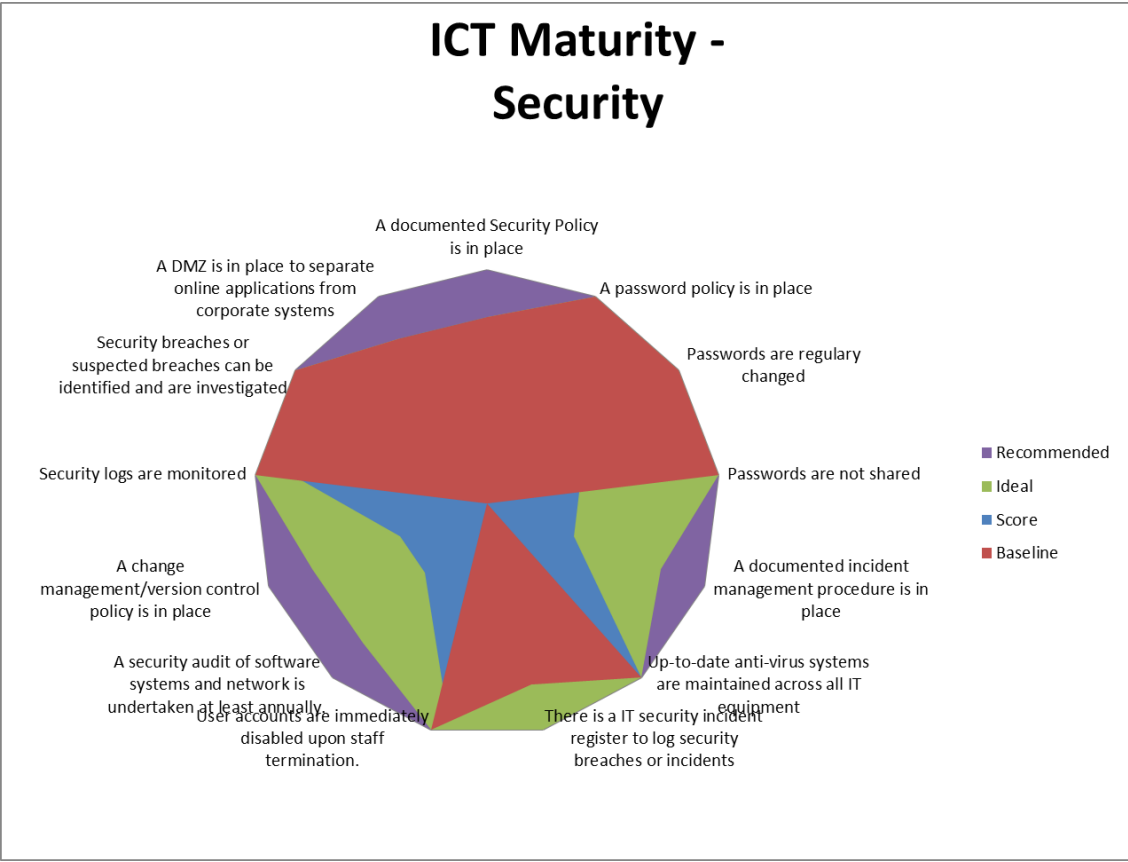 ICT Maturity -
Security
A documented Security Policy
is in place
A password policy is in place
Passwords are regulary
changed
Passwords are not shared
A documented incident
management procedure is in
place
Up-to-date anti-virus systems
are maintained across all IT
equipment
There is a IT security incident
register to log security
breaches or incidents
User accounts are immediately
disabled upon staff
termination.
A security audit of software
systems and network is
undertaken at least annually.
A change
management/version control
policy is in place
Security logs are monitored
Security breaches or
suspected breaches can be
identified and are investigated
A DMZ is in place to separate
online applications from
corporate systems
Recommended
Ideal
Score
Baseline